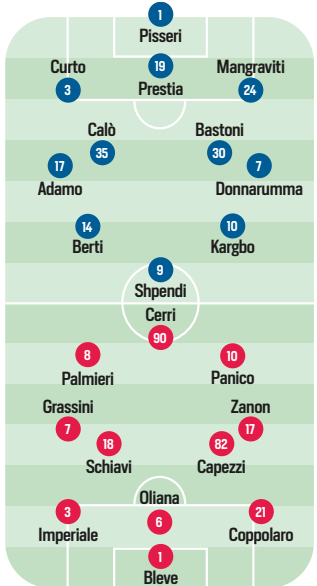 1
Pisseri
Curto
19
Mangraviti
3
Prestia
24
Calò
Bastoni
35
30
17
7
Adamo
Donnarumma
14
10
Berti
Kargbo
9
Shpendi
Cerri
90
8
10
Palmieri
Panico
Grassini
Zanon
7
17
18
82
Schiavi
Capezzi
Oliana
3
6
21
Imperiale
Coppolaro
1
Bleve